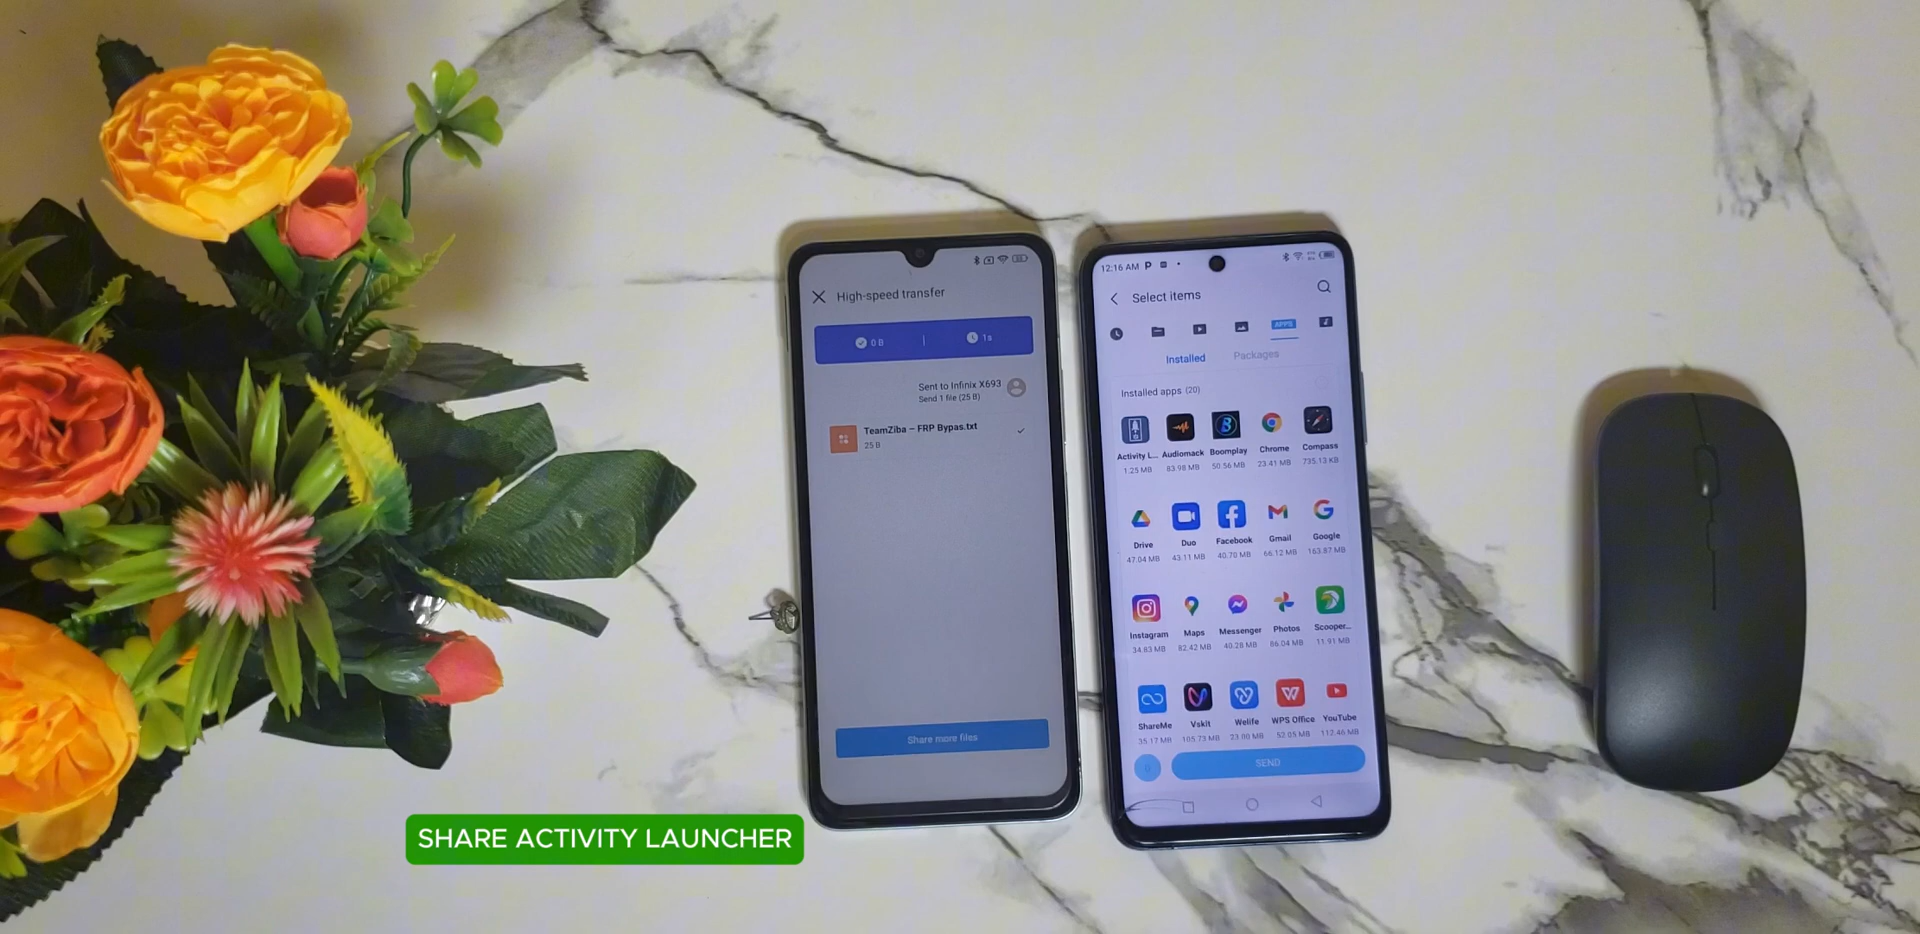 High-speed transfer
0 B
1s
Sent to Infinix X693
Send 1 file (25 B)
TeamZiba – FRP Bypas.txt
25 B
Share more files
12:16 AM P
Select items
APPS
Installed Packages
Installed apps (20)
Activity L... Audiomack Boomplay Chrome Compass
1.25 MB 83.98 MB 50.56 MB 23.41 MB 735.13 KB
Drive Duo Facebook Gmail Google
47.04 MB 43.11 MB 40.70 MB 66.12 MB 163.87 MB
Instagram Maps Messenger Photos Scooper...
34.83 MB 82.42 MB 40.28 MB 86.04 MB 11.91 MB
ShareMe Vskit Welife WPS Office YouTube
35.17 MB 105.73 MB 23.00 MB 52.05 MB 112.46 MB
SEND
SHARE ACTIVITY LAUNCHER